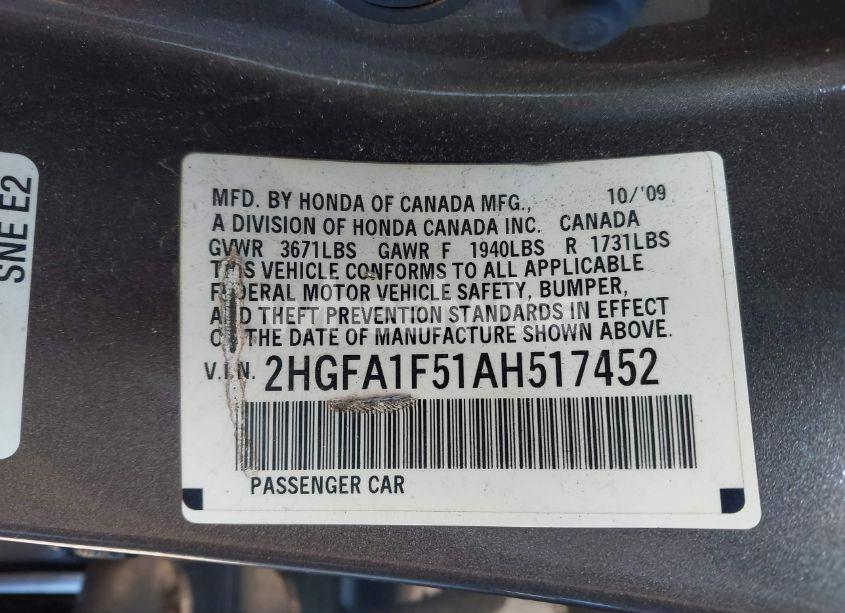 SNE E2
MFD. BY HONDA OF CANADA MFG., 10/'09
A DIVISION OF HONDA CANADA INC. CANADA
GVWR 3671LBS GAWR F 1940LBS R 1731LBS
THIS VEHICLE CONFORMS TO ALL APPLICABLE
FEDERAL MOTOR VEHICLE SAFETY, BUMPER,
AND THEFT PREVENTION STANDARDS IN EFFECT
ON THE DATE OF MANUFACTURE SHOWN ABOVE.
V.I.N. 2HGFA1F51AH517452
PASSENGER CAR